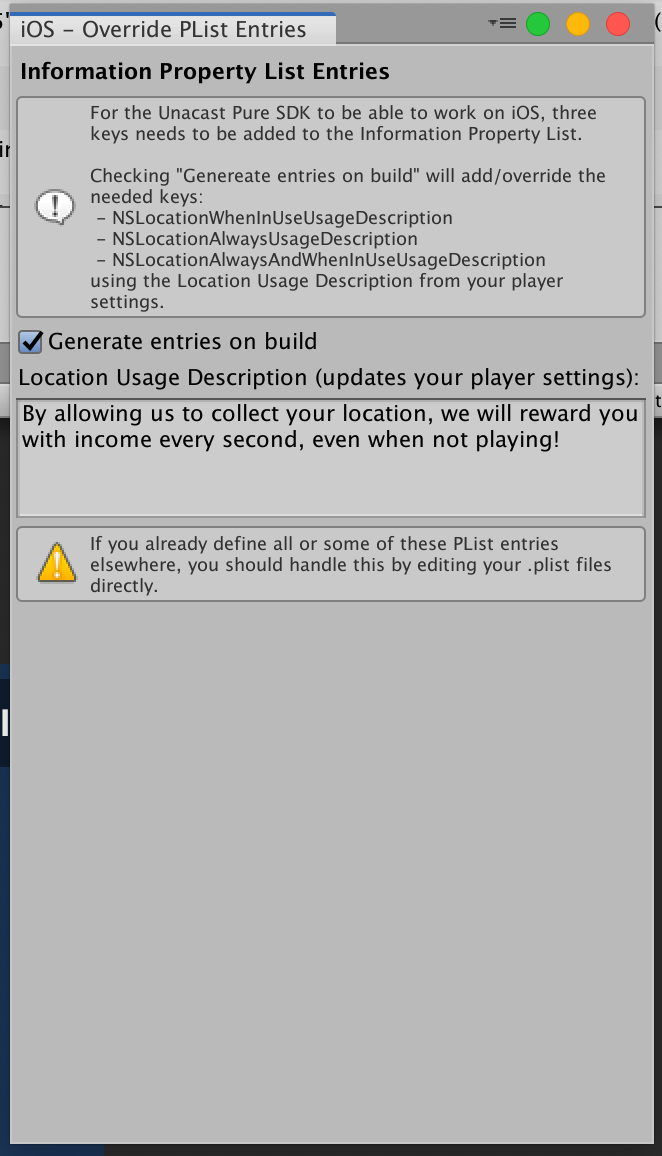 iOS – Override PList Entries
Information Property List Entries
For the Unacast Pure SDK to be able to work on iOS, three
keys needs to be added to the Information Property List.
Checking "Genereate entries on build" will add/override the
needed keys:
– NSLocationWhenInUseUsageDescription
– NSLocationAlwaysUsageDescription
– NSLocationAlwaysAndWhenInUseUsageDescription
using the Location Usage Description from your player
settings.
Generate entries on build
Location Usage Description (updates your player settings):
By allowing us to collect your location, we will reward you
with income every second, even when not playing!
If you already define all or some of these PList entries
elsewhere, you should handle this by editing your .plist files
directly.